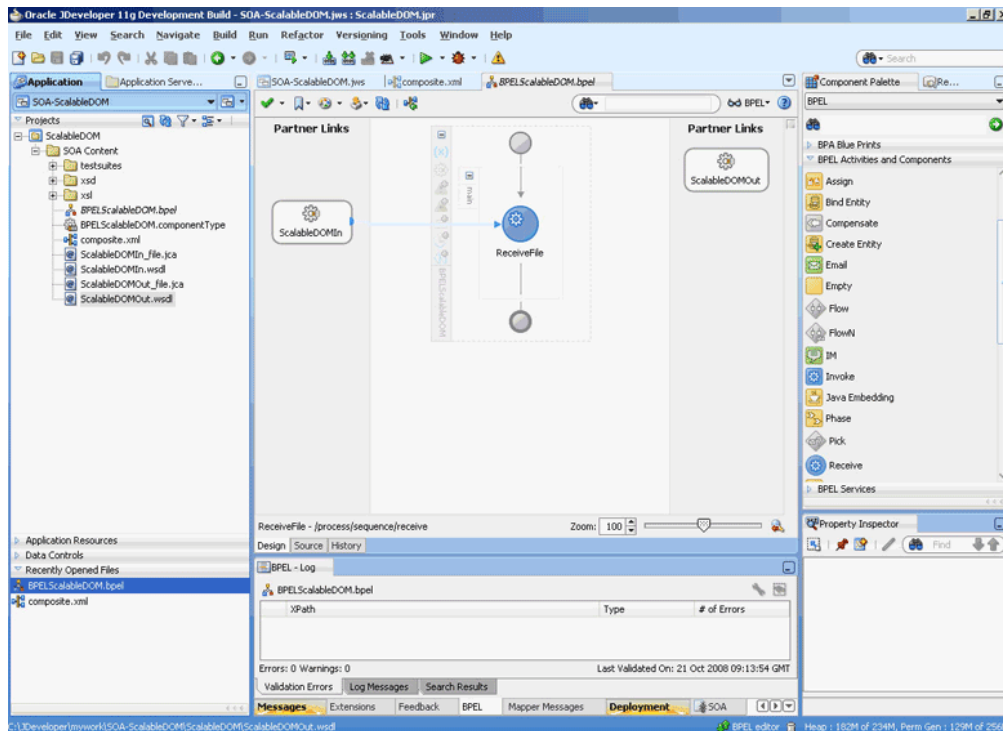 Oracle JDeveloper 11g Development Build - SOA-ScalableDOM.jws : ScalableDOM.jpr
File Edit View Search Navigate Build Run Refactor Versioning Tools Window Help
Search
Application
Application Serve...
SOA-ScalableDOM.jws
composite.xml
BPELScalableDOM.bpel
Component Palette
Re...
SOA-ScalableDOM
BPEL
BPEL
Projects
ScalableDOM
SOA Content
testsuites
xsd
xsl
BPELScalableDOM.bpel
BPELScalableDOM.componentType
composite.xml
ScalableDOMIn_file.jca
ScalableDOMIn.wsdl
ScalableDOMOut_file.jca
ScalableDOMOut.wsdl
Application Resources
Data Controls
Recently Opened Files
BPELScalableDOM.bpel
composite.xml
Partner Links
ScalableDOMIn
main
BPELScalableDOM
ReceiveFile
Partner Links
ScalableDOMOut
ReceiveFile - /process/sequence/receive
Zoom: 100
Design Source History
BPEL - Log
BPELScalableDOM.bpel
XPath Type # of Errors
Errors: 0 Warnings: 0
Last Validated On: 21 Oct 2008 09:13:54 GMT
Validation Errors Log Messages Search Results
Messages Extensions Feedback BPEL Mapper Messages Deployment SOA
BPA Blue Prints
BPEL Activities and Components
Assign
Bind Entity
Compensate
Create Entity
Email
Empty
Flow
FlowN
IM
Invoke
Java Embedding
Phase
Pick
Receive
BPEL Services
Property Inspector
Find
C:\JDeveloper\mywork\SOA-ScalableDOM\ScalableDOM\ScalableDOMOut.wsdl
BPEL editor
Heap : 182M of 234M, Perm Gen : 129M of 256